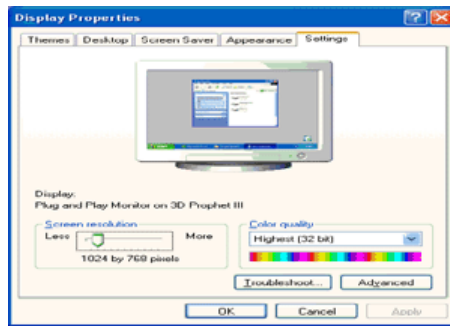 Display Properties
Themes Desktop Screen Saver Appearance Settings
Display:
Plug and Play Monitor on 3D Prophet III
Screen resolution
Less More
1024 by 768 pixels
Color quality
Highest (32 bit)
Troubleshoot... Advanced
OK Cancel Apply